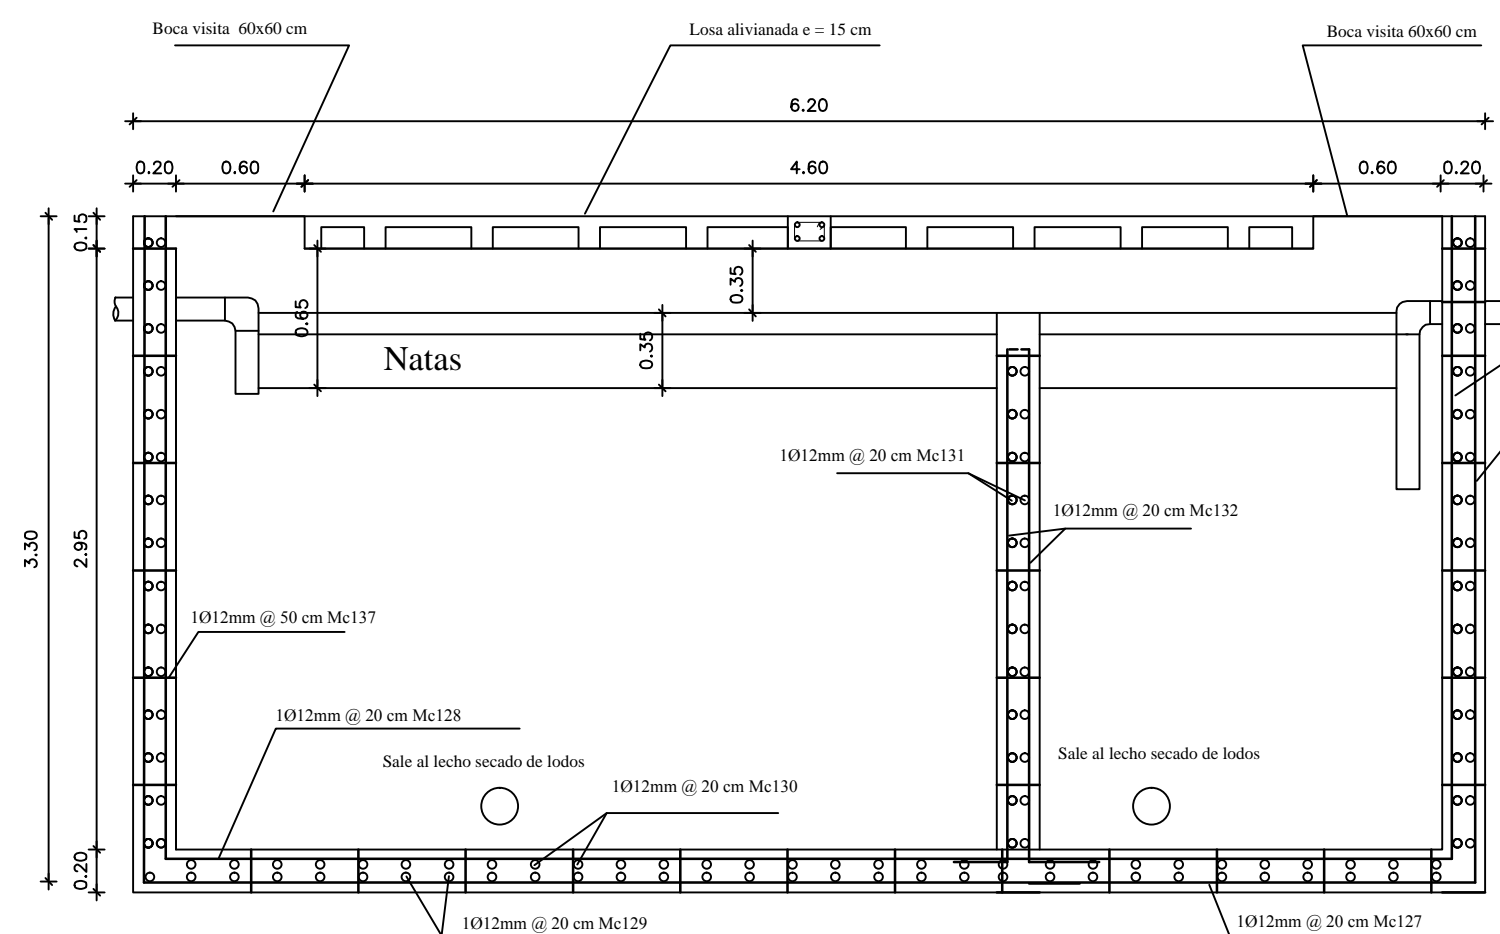 Boca visita 60x60 cm
Losa alivianada e = 15 cm
Boca visita 60x60 cm
6.20
0.20
0.60
4.60
0.60
0.20
0.15
0.35
0.65
0.35
Natas
1Ø12mm @ 20 cm Mc131
1Ø12mm @ 20 cm Mc132
3.30
2.95
1Ø12mm @ 50 cm Mc137
1Ø12mm @ 20 cm Mc128
Sale al lecho secado de lodos
Sale al lecho secado de lodos
1Ø12mm @ 20 cm Mc130
0.20
1Ø12mm @ 20 cm Mc129
1Ø12mm @ 20 cm Mc127